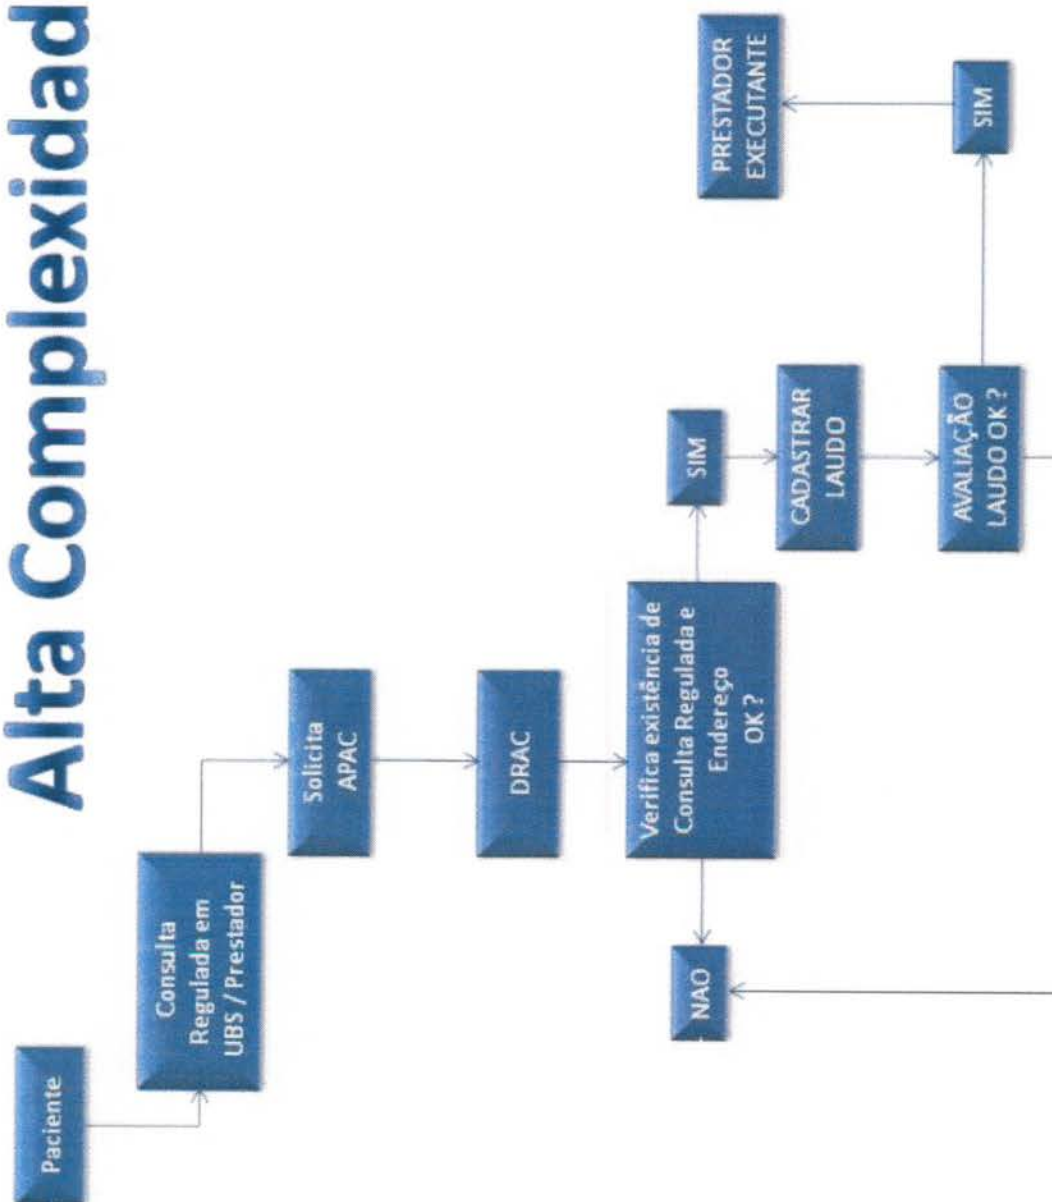 Alta Complexidad
Paciente
Consulta
Regulada em
UBS / Prestador
Solicita
APAC
DRAC
Verifica existência de
Consulta Regulada e
Endereço
OK ?
NAO
SIM
CADASTRAR
LAUDO
AVALIAÇÃO
LAUDO OK ?
SIM
PRESTADOR
EXECUTANTE